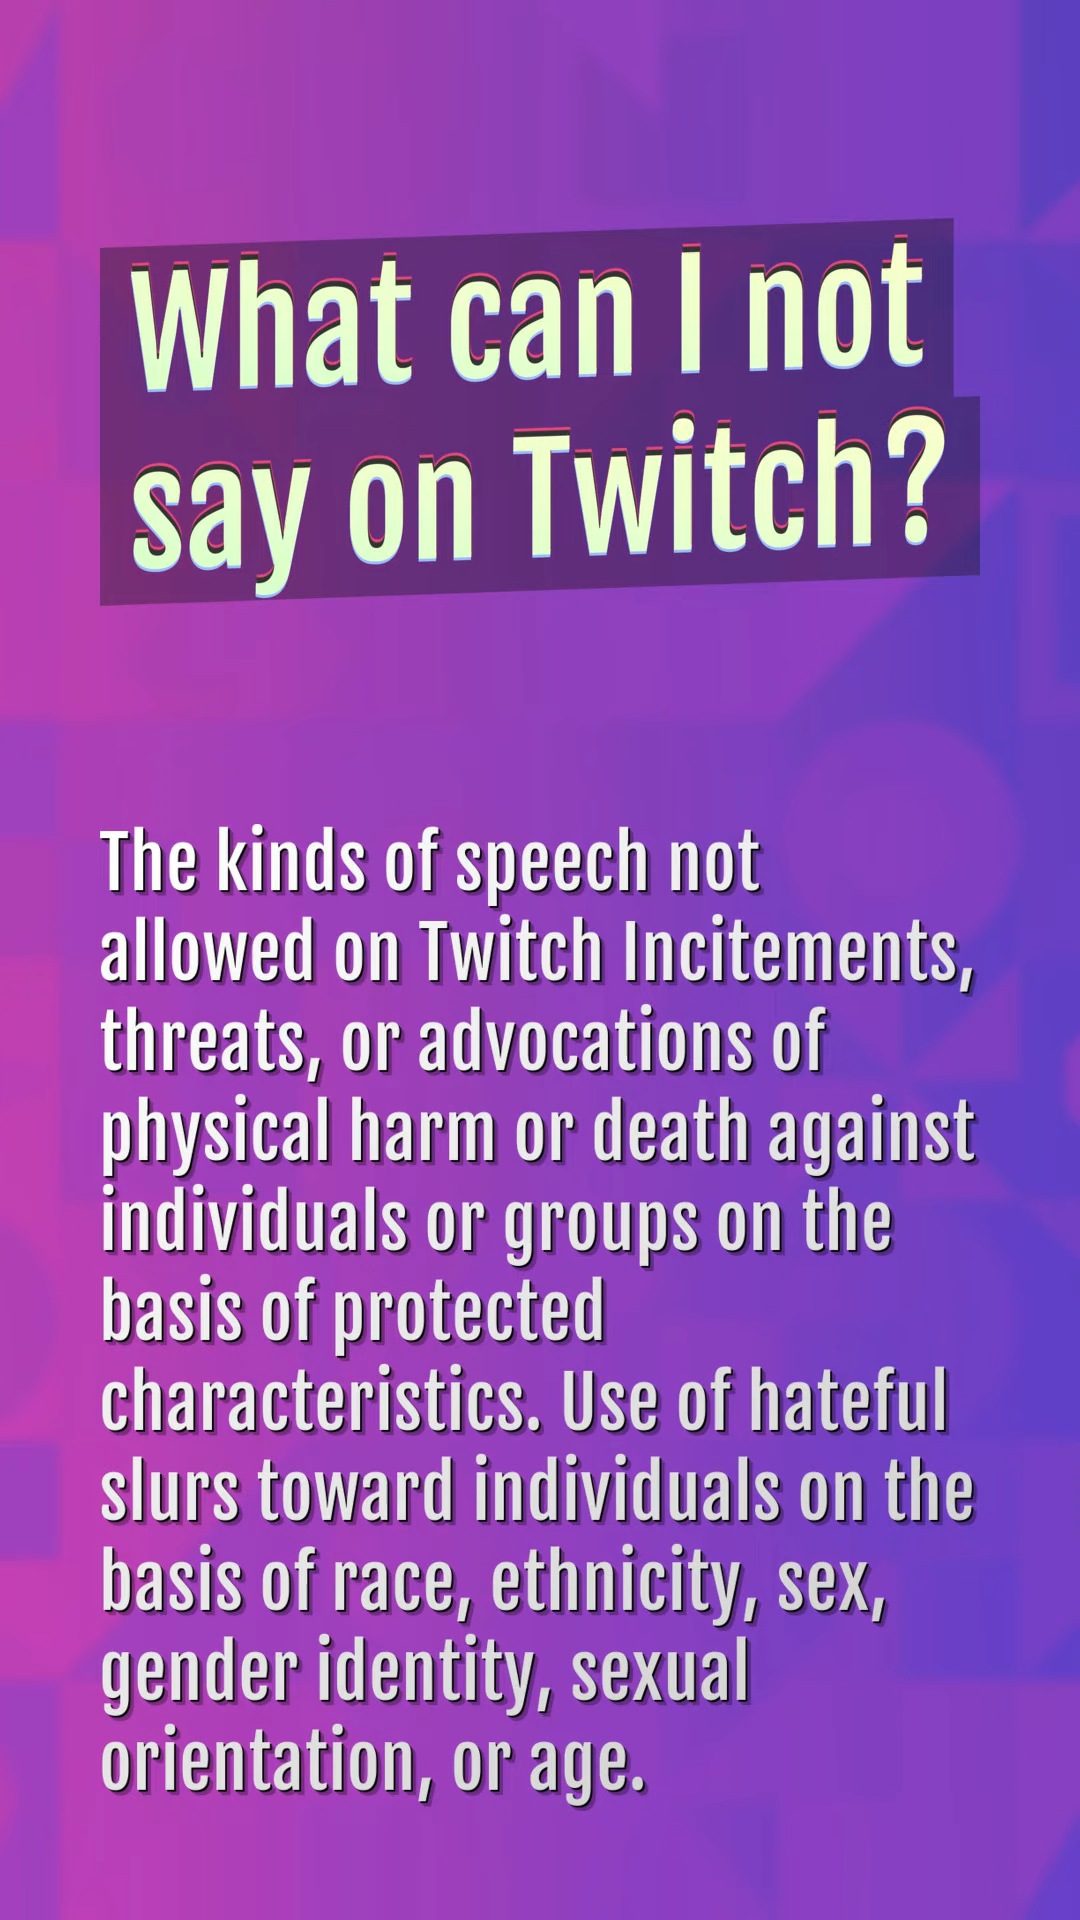 What can I not
say on Twitch?
The kinds of speech not
allowed on Twitch Incitements,
threats, or advocations of
physical harm or death against
individuals or groups on the
basis of protected
characteristics. Use of hateful
slurs toward individuals on the
basis of race, ethnicity, sex,
gender identity, sexual
orientation, or age.